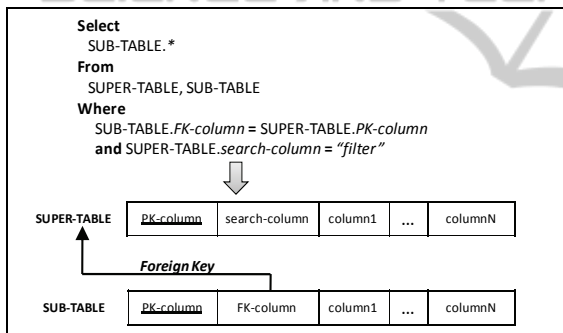 Select
SUB-TABLE.*
From
SUPER-TABLE, SUB-TABLE
Where
SUB-TABLE.FK-column = SUPER-TABLE.PK-column
and SUPER-TABLE.search-column = “filter”
SUPER-TABLE PK-column search-column column1 ... columnN
Foreign Key
SUB-TABLE PK-column FK-column column1 ... columnN